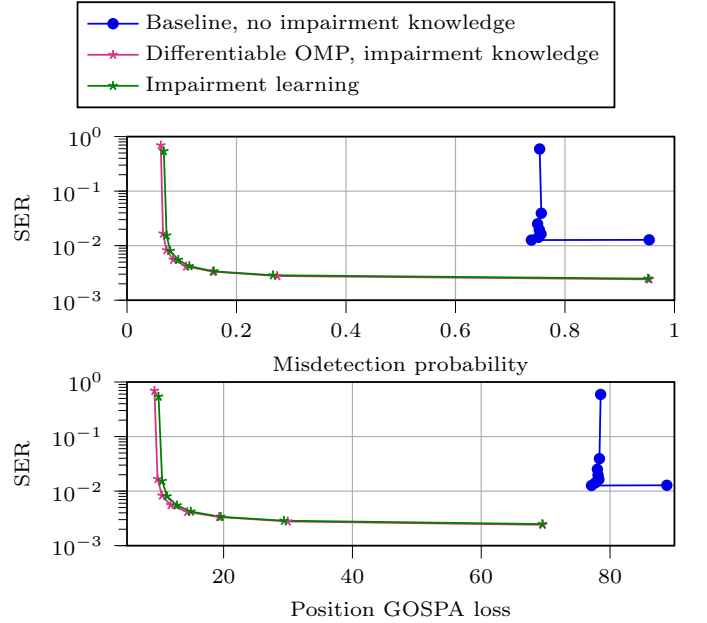 Baseline, no impairment knowledge
Differentiable OMP, impairment knowledge
Impairment learning
10^0
10^-1
10^-2
10^-3
SER
0 0.2 0.4 0.6 0.8 1
Misdetection probability
10^0
10^-1
10^-2
10^-3
SER
20 40 60 80
Position GOSPA loss